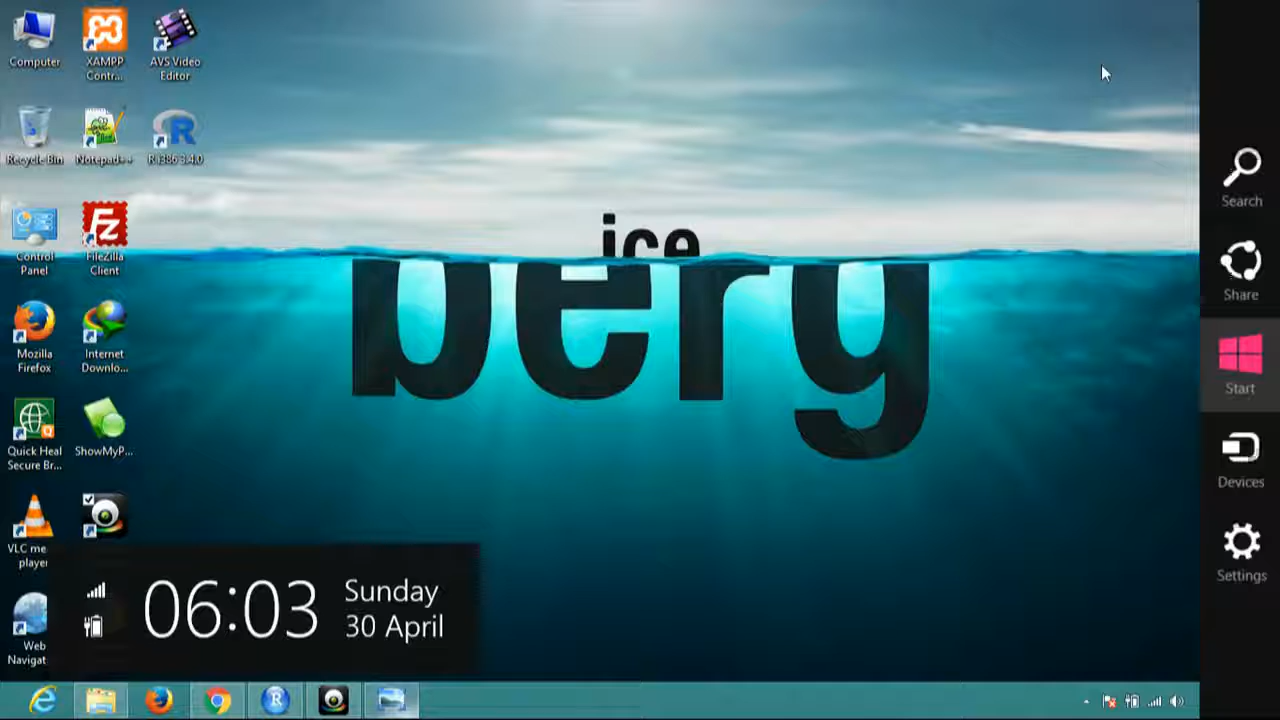 Computer
XAMPP
Contr...
AVS Video
Editor
Recycle Bin
Notepad++
R i386 3.4.0
Control
Panel
FileZilla
Client
Mozilla
Firefox
Internet
Downlo...
Quick Heal
Secure Br...
ShowMyP...
VLC me
player
Web
Navigat
ice
berg
06:03
Sunday
30 April
Search
Share
Start
Devices
Settings